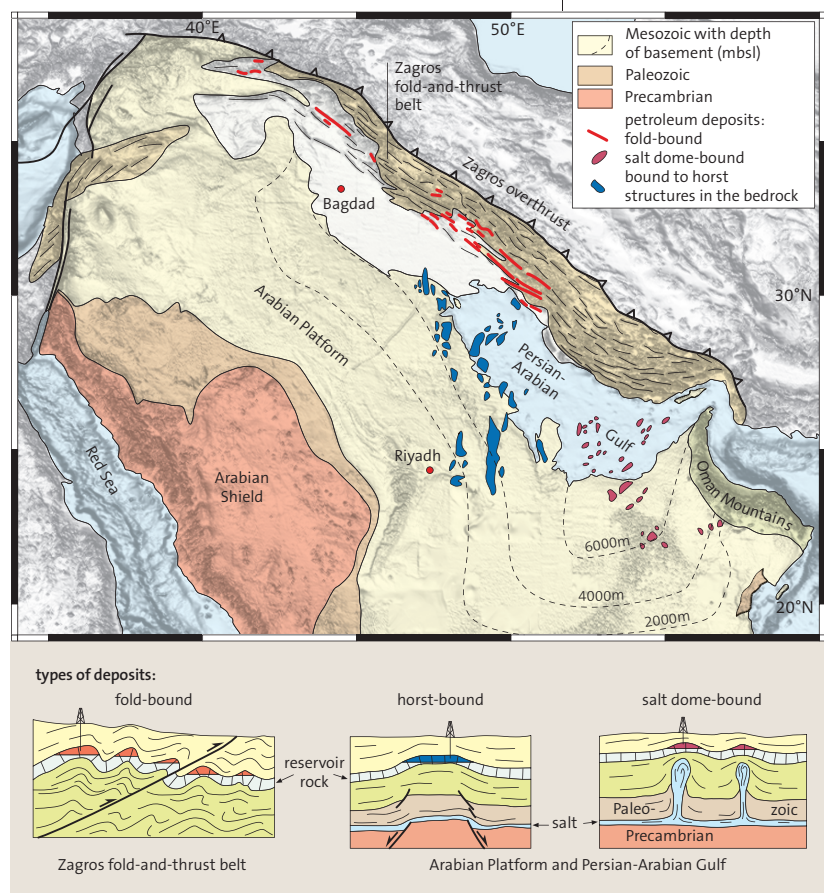 40°E
50°E
Mesozoic with depth
of basement (mbsl)
Paleozoic
Precambrian
petroleum deposits:
fold-bound
salt dome-bound
bound to horst
structures in the bedrock
Zagros
fold-and-thrust
belt
Zagros overthrust
Bagdad
30°N
Arabian Platform
Persian-
Arabian
Gulf
Riyadh
Red Sea
Arabian
Shield
Oman Mountains
6000m
4000m
2000m
20°N
types of deposits:
fold-bound
horst-bound
salt dome-bound
reservoir
rock
salt
Paleo-
zoic
Precambrian
Zagros fold-and-thrust belt
Arabian Platform and Persian-Arabian Gulf